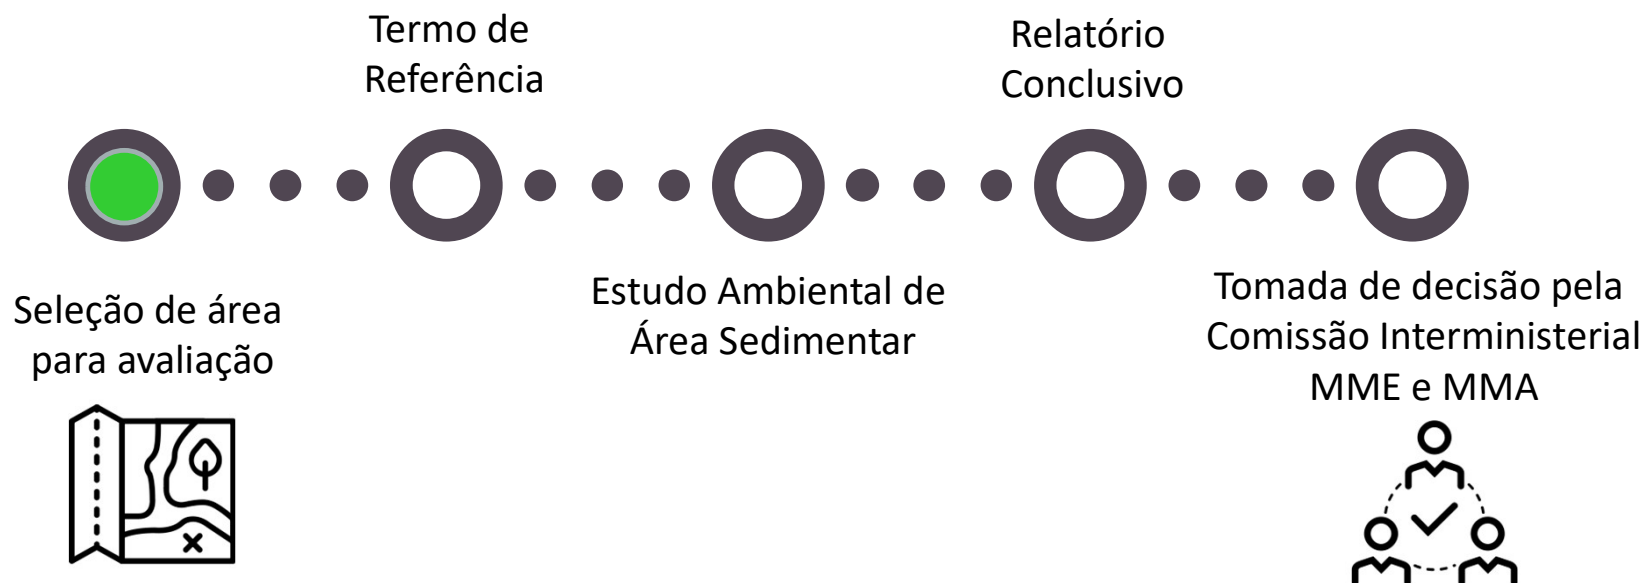 Termo de
Referência
Relatório
Conclusivo
Seleção de área
para avaliação
Estudo Ambiental de
Área Sedimentar
Tomada de decisão pela
Comissão Interministerial
MME e MMA